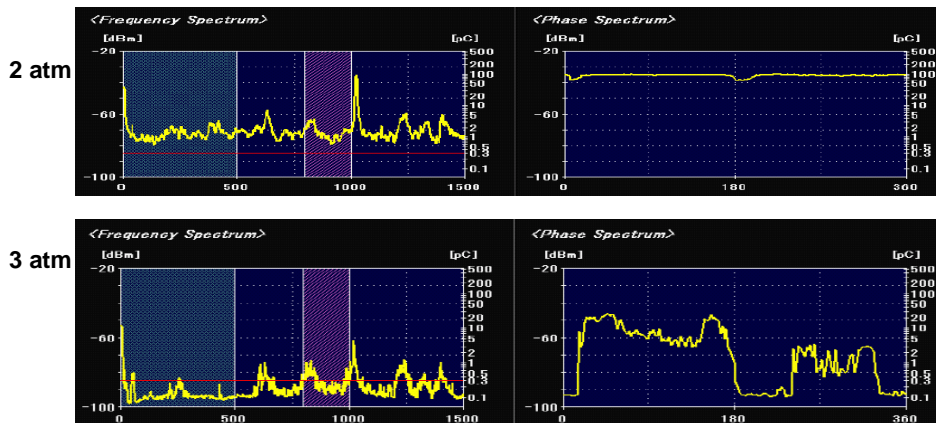 <Frequency Spectrum> <Phase Spectrum>
[dBm] [pC] [dBm] [pC]
2 atm
-20 500 -20 500
200 200
100 100
50 50
20 20
10 10
5 5
-60 2 -60 2
1 1
0.5 0.5
0.3 0.3
0.1 0.1
-100 -100
0 500 1000 1500 0 180 360
<Frequency Spectrum> <Phase Spectrum>
3 atm
[dBm] [pC] [dBm] [pC]
-20 500 -20 500
200 200
100 100
50 50
20 20
10 10
-60 5 -60 5
2 2
1 1
0.5 0.5
0.3 0.3
0.1 0.1
-100 -100
0 500 1000 1500 0 180 360